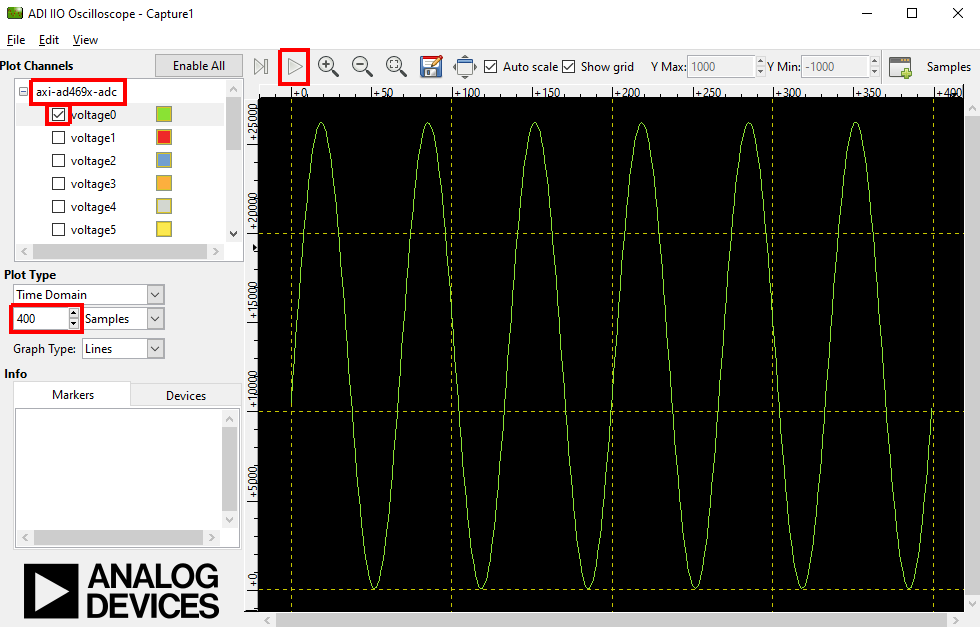 ADI IIO Oscilloscope - Capture1
File Edit View
Plot Channels Enable All Auto scale Show grid Y Max: 1000 Y Min: -1000 Samples
axi-ad469x-adc
voltage0
voltage1
voltage2
voltage3
voltage4
voltage5
+0 +50 +100 +150 +200 +250 +300 +350 +400
+25000
+20000
+15000
+10000
+5000
+0
Plot Type
Time Domain
400 Samples
Graph Type: Lines
Info
Markers Devices
ANALOG
DEVICES